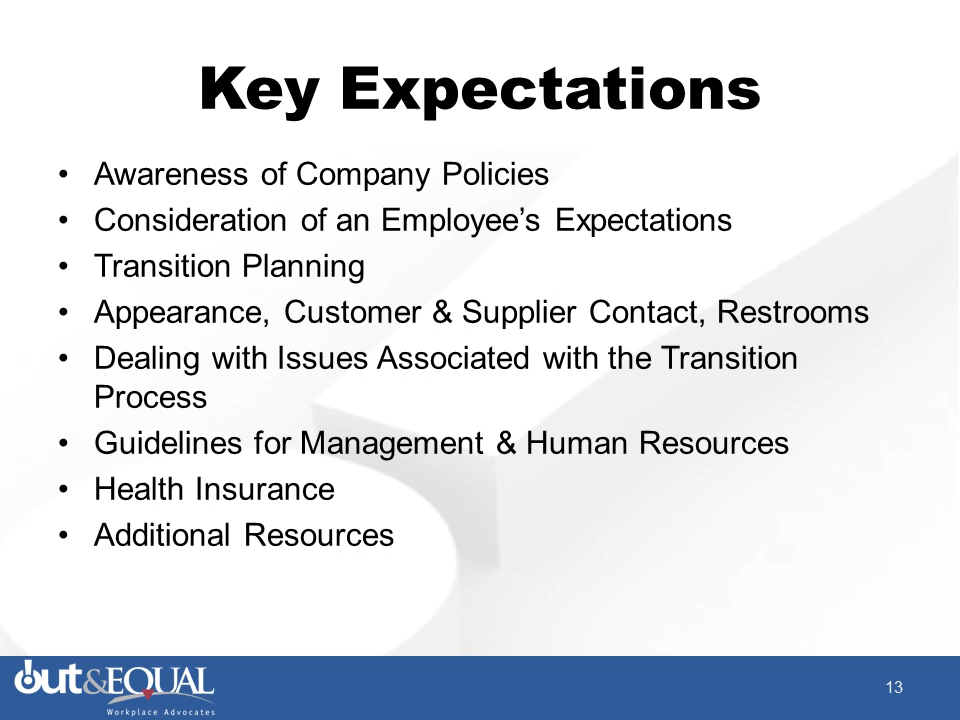 Key Expectations
• Awareness of Company Policies
• Consideration of an Employee’s Expectations
• Transition Planning
• Appearance, Customer & Supplier Contact, Restrooms
• Dealing with Issues Associated with the Transition
Process
• Guidelines for Management & Human Resources
• Health Insurance
• Additional Resources
out&EQUAL
Workplace Advocates
13